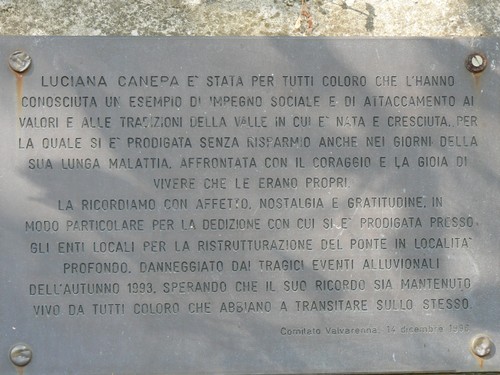 LUCIANA CANEPA E' STATA PER TUTTI COLORO CHE L'HANNO
CONOSCIUTA UN ESEMPIO DI IMPEGNO SOCIALE E DI ATTACCAMENTO AI
VALORI E ALLE TRADIZIONI DELLA VALLE IN CUI E' NATA E CRESCIUTA, PER
LA QUALE SI E' PRODIGATA SENZA RISPARMIO ANCHE NEI GIORNI DELLA
SUA LUNGA MALATTIA, AFFRONTATA CON IL CORAGGIO E LA GIOIA DI
VIVERE CHE LE ERANO PROPRI.
LA RICORDIAMO CON AFFETTO, NOSTALGIA E GRATITUDINE, IN
MODO PARTICOLARE PER LA DEDIZIONE CON CUI SI E' PRODIGATA PRESSO
GLI ENTI LOCALI PER LA RISTRUTTURAZIONE DEL PONTE IN LOCALITA'
PROFONDO, DANNEGGIATO DAI TRAGICI EVENTI ALLUVIONALI
DELL'AUTUNNO 1993, SPERANDO CHE IL SUO RICORDO SIA MANTENUTO
VIVO DA TUTTI COLORO CHE ABBIANO A TRANSITARE SULLO STESSO.
Comitato Valvarenna, 14 dicembre